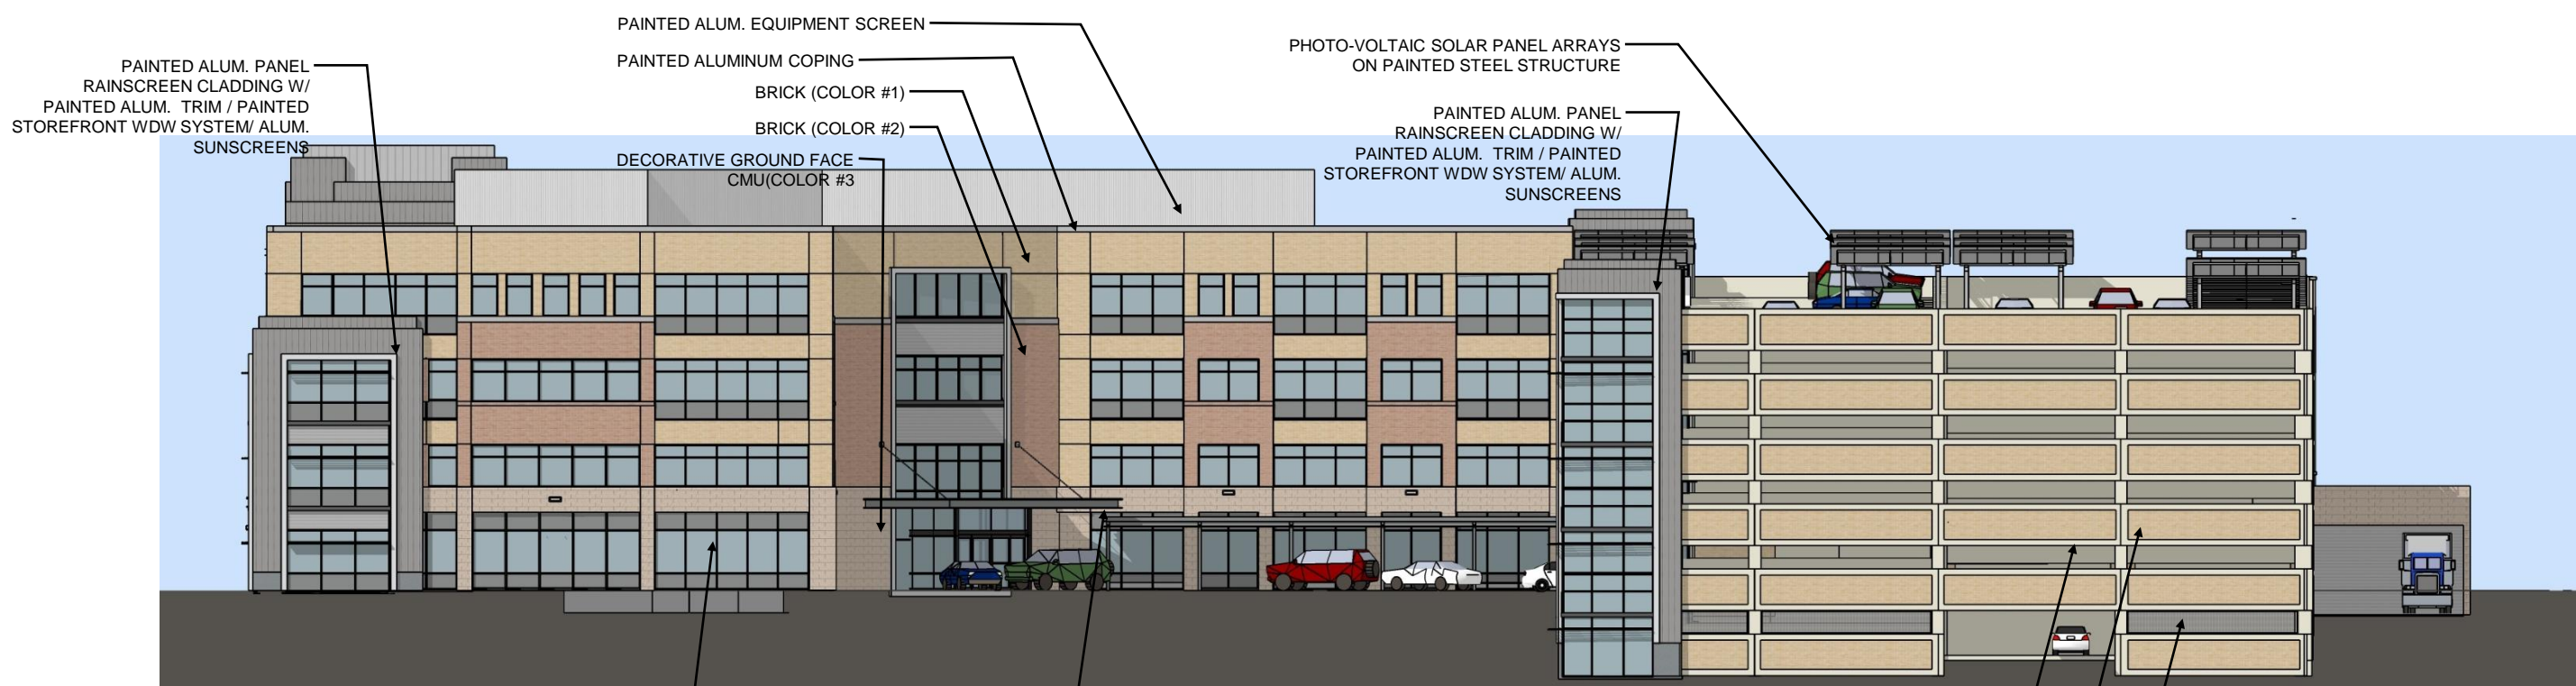 PAINTED ALUM. PANEL
RAINSCREEN CLADDING W/
PAINTED ALUM. TRIM / PAINTED
STOREFRONT WDW SYSTEM/ ALUM.
SUNSCREENS
PAINTED ALUM. EQUIPMENT SCREEN
PAINTED ALUMINUM COPING
BRICK (COLOR #1)
BRICK (COLOR #2)
DECORATIVE GROUND FACE
CMU(COLOR #3
PHOTO-VOLTAIC SOLAR PANEL ARRAYS
ON PAINTED STEEL STRUCTURE
PAINTED ALUM. PANEL
RAINSCREEN CLADDING W/
PAINTED ALUM. TRIM / PAINTED
STOREFRONT WDW SYSTEM/ ALUM.
SUNSCREENS